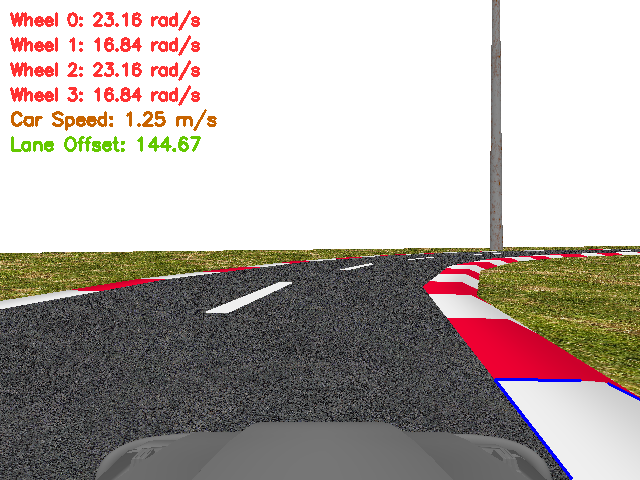 Wheel 0: 23.16 rad/s
Wheel 1: 16.84 rad/s
Wheel 2: 23.16 rad/s
Wheel 3: 16.84 rad/s
Car Speed: 1.25 m/s
Lane Offset: 144.67